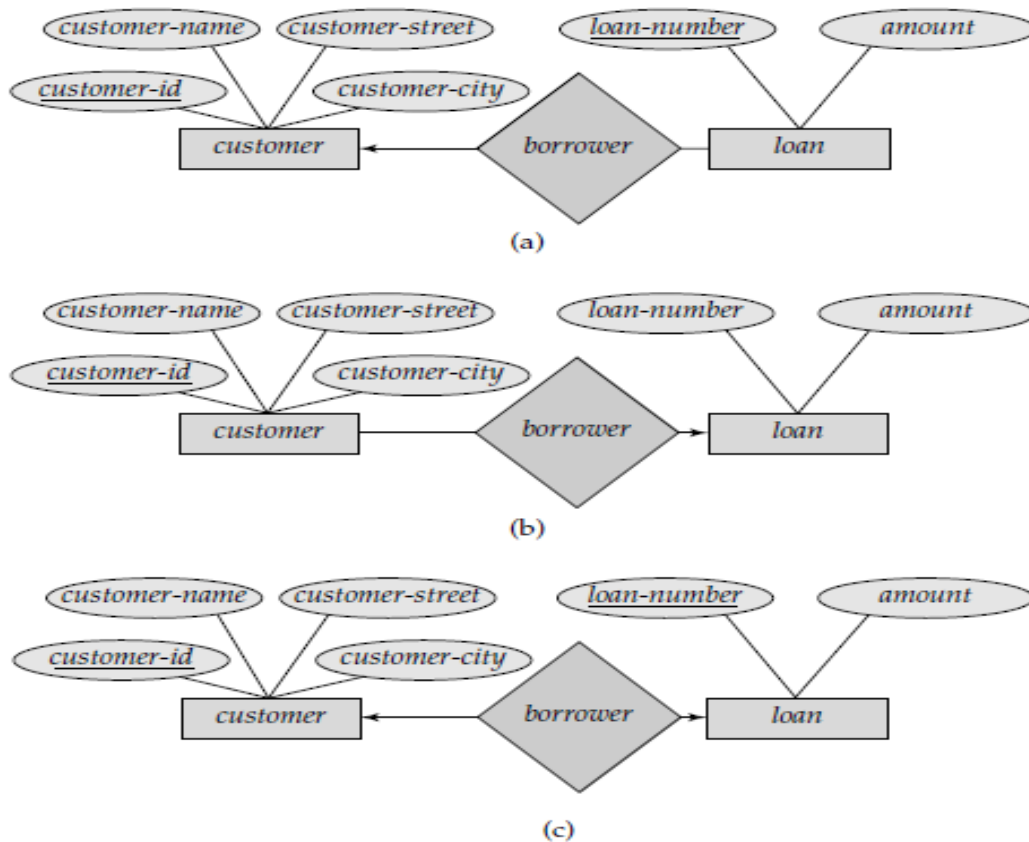 customer-name customer-street loan-number amount
customer-id customer-city
customer borrower loan
(a)
customer-name customer-street loan-number amount
customer-id customer-city
customer borrower loan
(b)
customer-name customer-street loan-number amount
customer-id customer-city
customer borrower loan
(c)